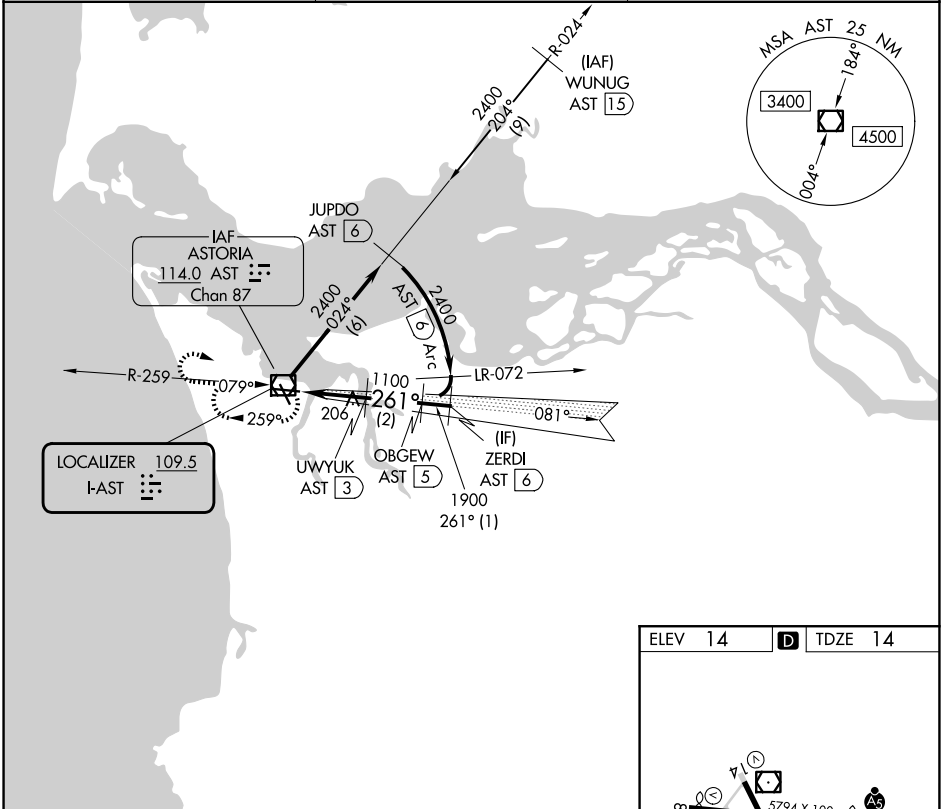 R-024
(IAF)
WUNUG
AST 15
2400
204°
(9)
MSA AST 25 NM
184°
3400
4500
004°
JUPDO
AST 6
IAF
ASTORIA
114.0 AST
Chan 87
2400
024°
(6)
2400
AST 6 Arc
R-259
079°
259°
1100
LR-072
261°
206
(2)
081°
LOCALIZER 109.5
I-AST
UWYUK
AST 3
OBGEW
AST 5
(IF)
ZERDI
AST 6
1900
261° (1)
ELEV 14
D
TDZE 14
14
V
V
5794 X 100
A5
8